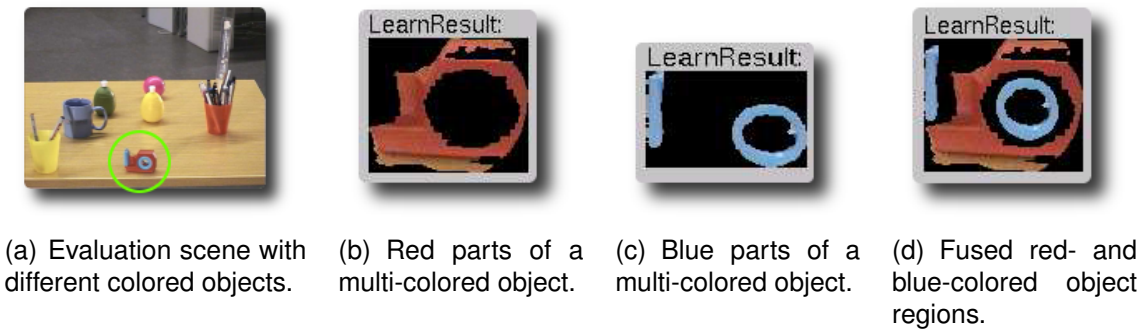 LearnResult:
LearnResult:
LearnResult:
(a) Evaluation scene with
different colored objects.
(b) Red parts of a
multi-colored object.
(c) Blue parts of a
multi-colored object.
(d) Fused red- and
blue-colored object
regions.